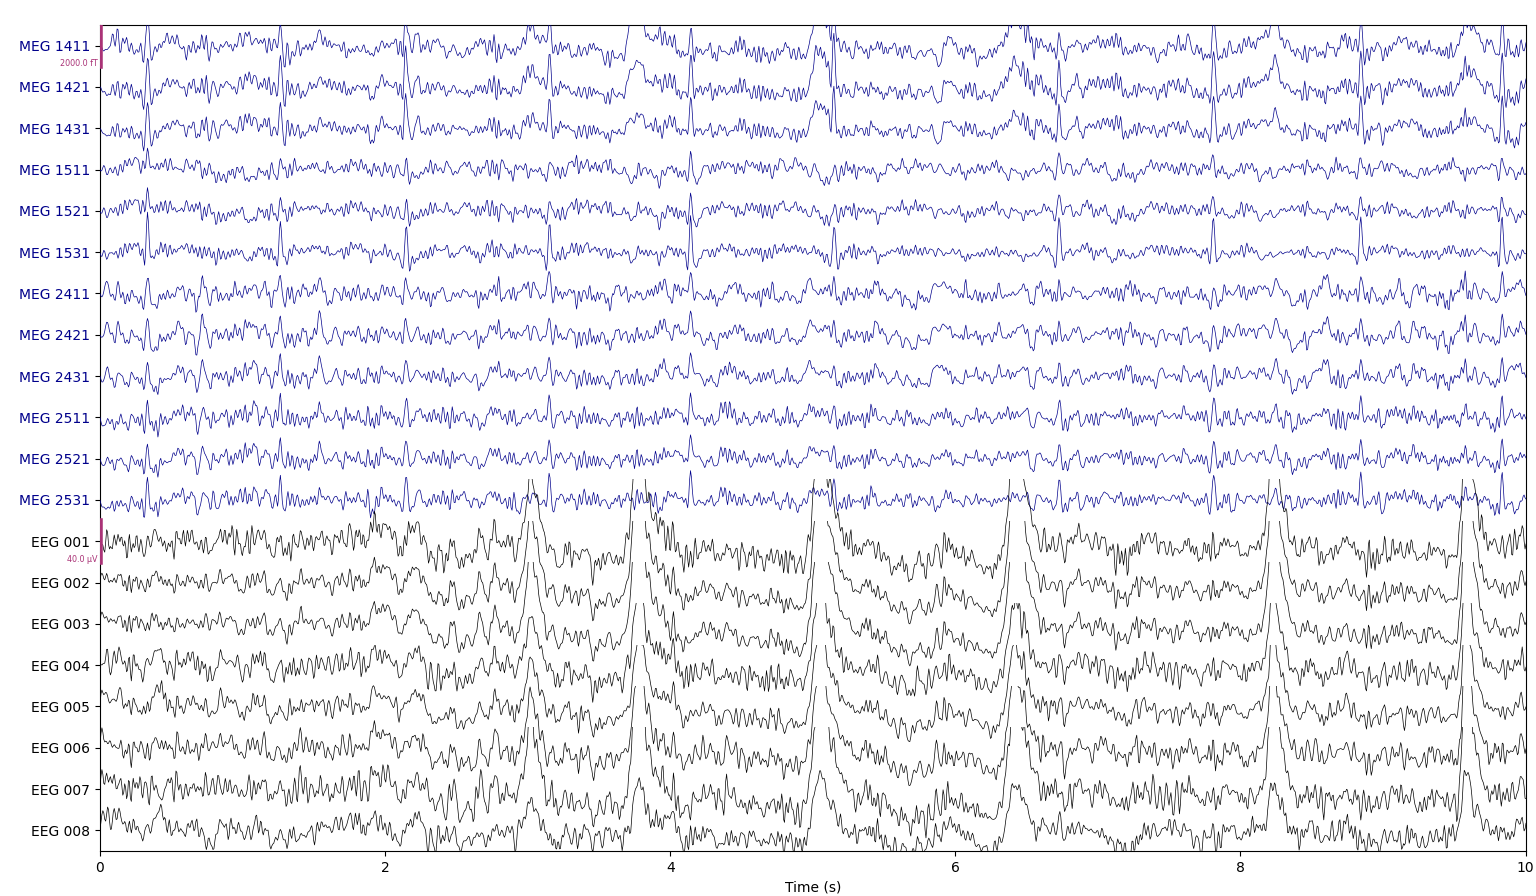 MEG 1411
2000.0 fT
MEG 1421
MEG 1431
MEG 1511
MEG 1521
MEG 1531
MEG 2411
MEG 2421
MEG 2431
MEG 2511
MEG 2521
MEG 2531
EEG 001
40.0 µV
EEG 002
EEG 003
EEG 004
EEG 005
EEG 006
EEG 007
EEG 008
0 2 4 6 8 10
Time (s)